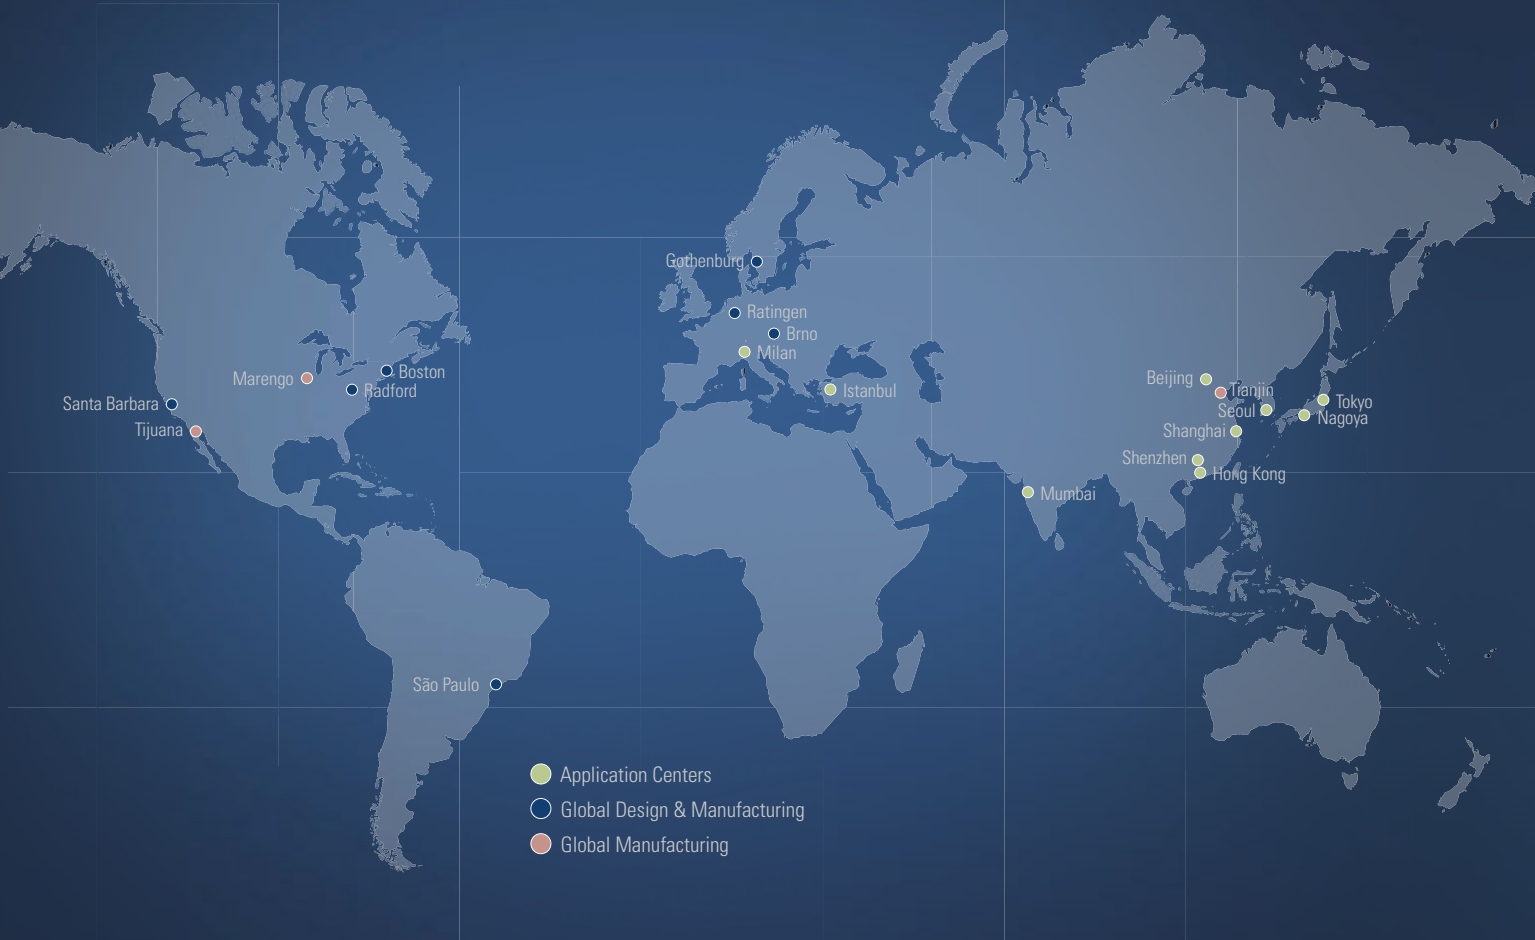 Gothenburg
Ratingen
Brno
Milan
Istanbul
Marengo
Boston
Radford
Santa Barbara
Tijuana
Beijing
Tianjin
Seoul
Tokyo
Nagoya
Shanghai
Shenzhen
Hong Kong
Mumbai
São Paulo
Application Centers
Global Design & Manufacturing
Global Manufacturing